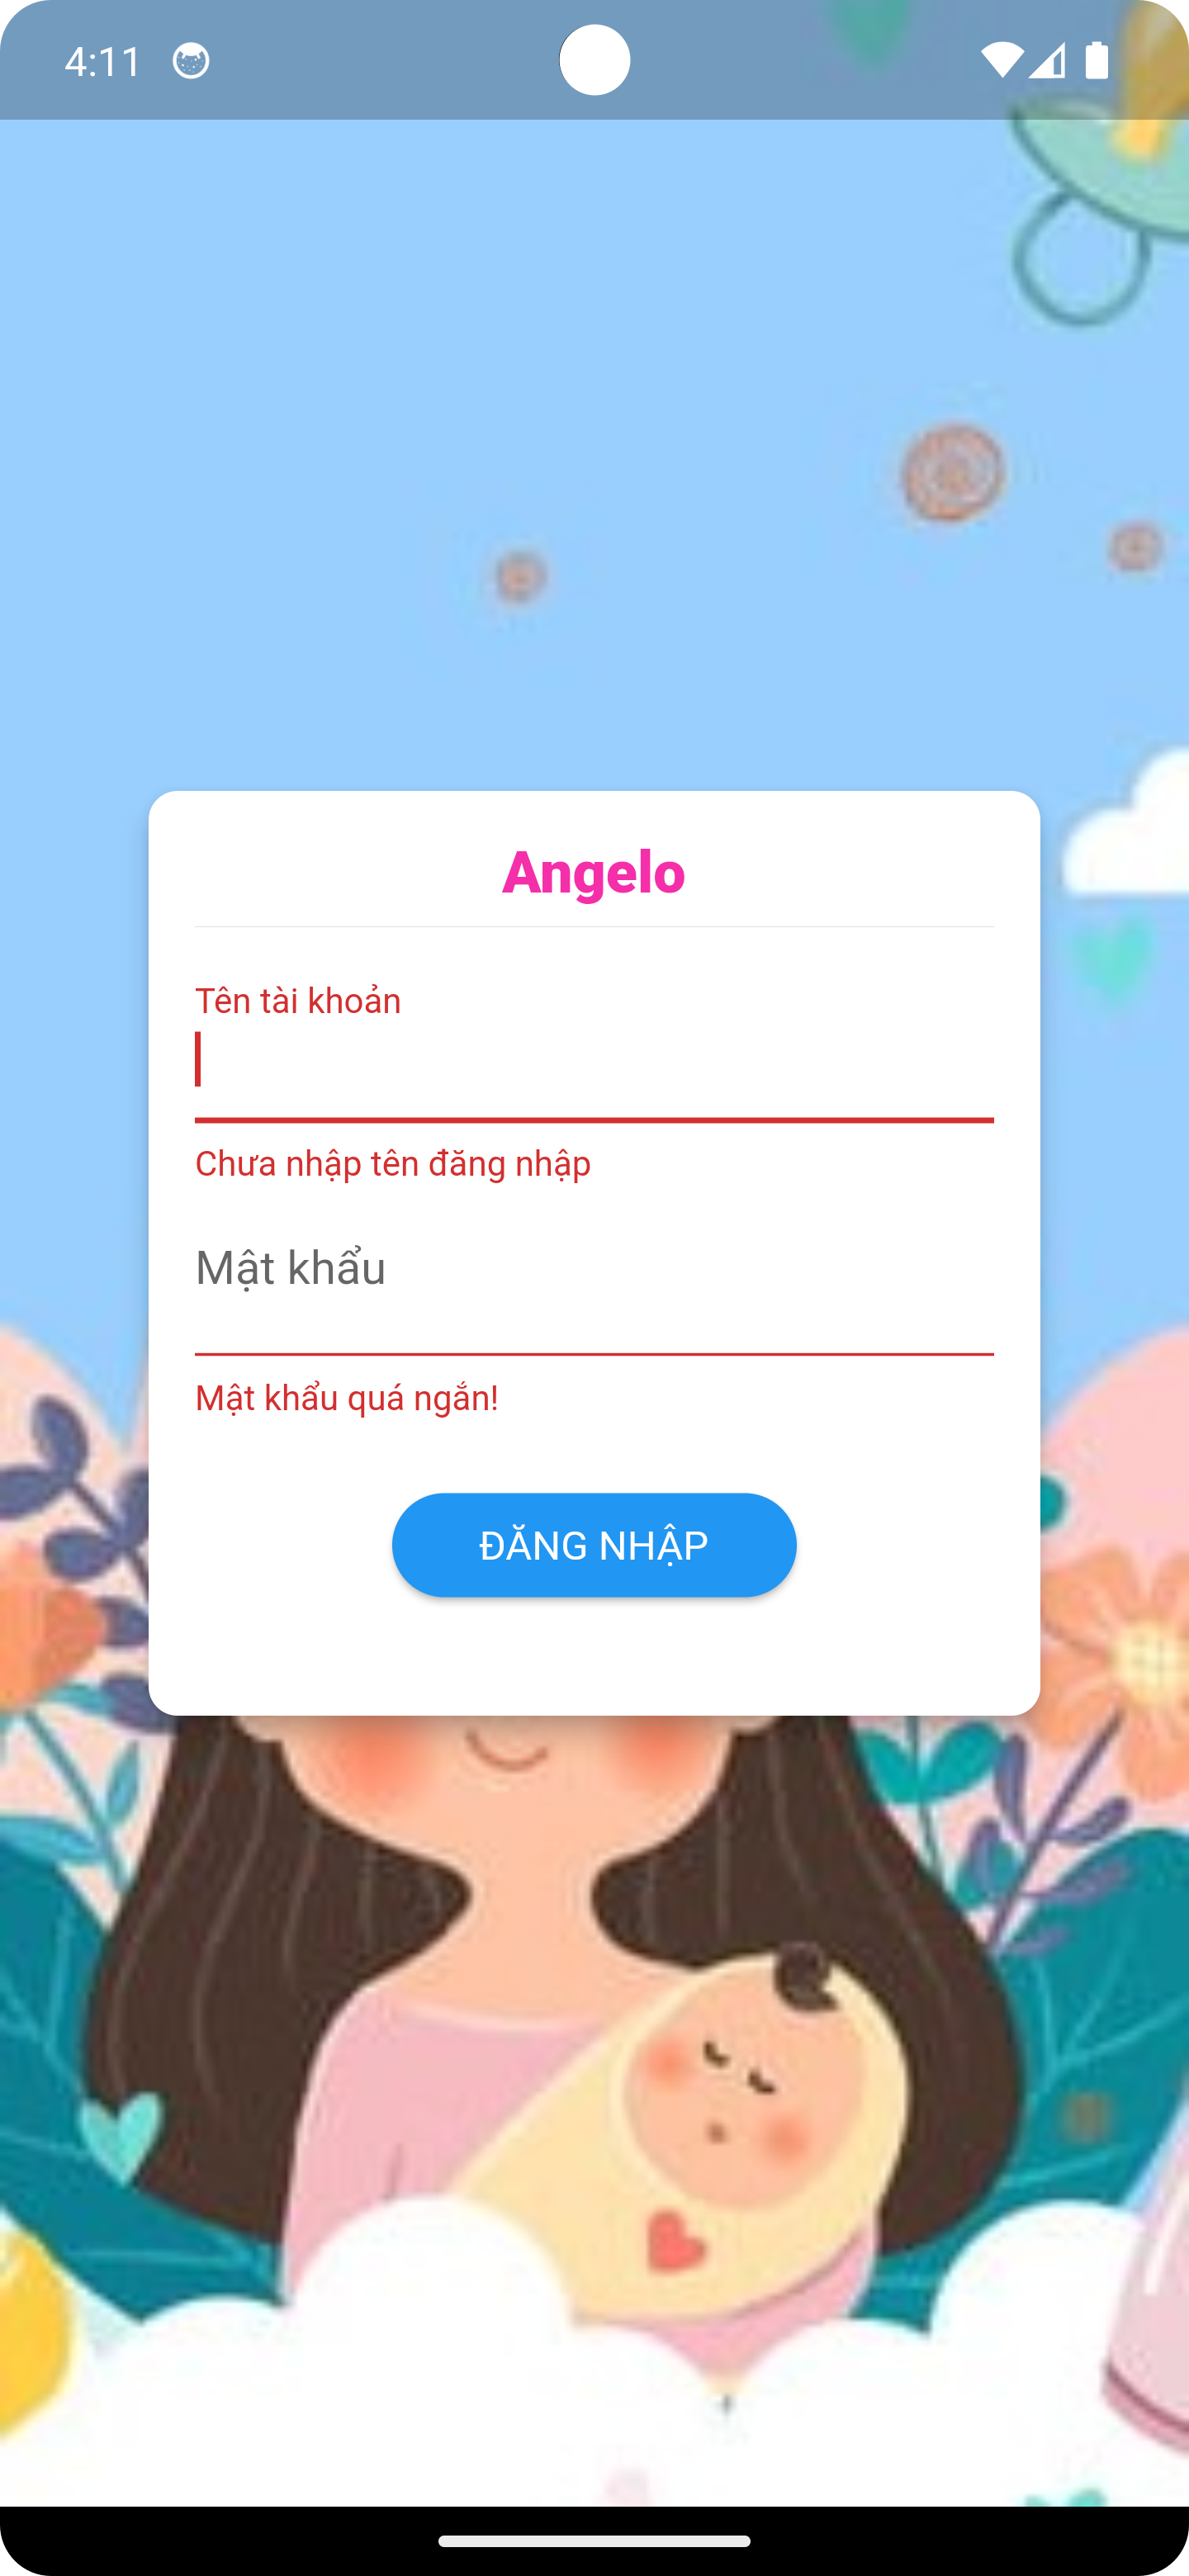 4:11
Angelo
Tên tài khoản
Chưa nhập tên đăng nhập
Mật khẩu
Mật khẩu quá ngắn!
ĐĂNG NHẬP